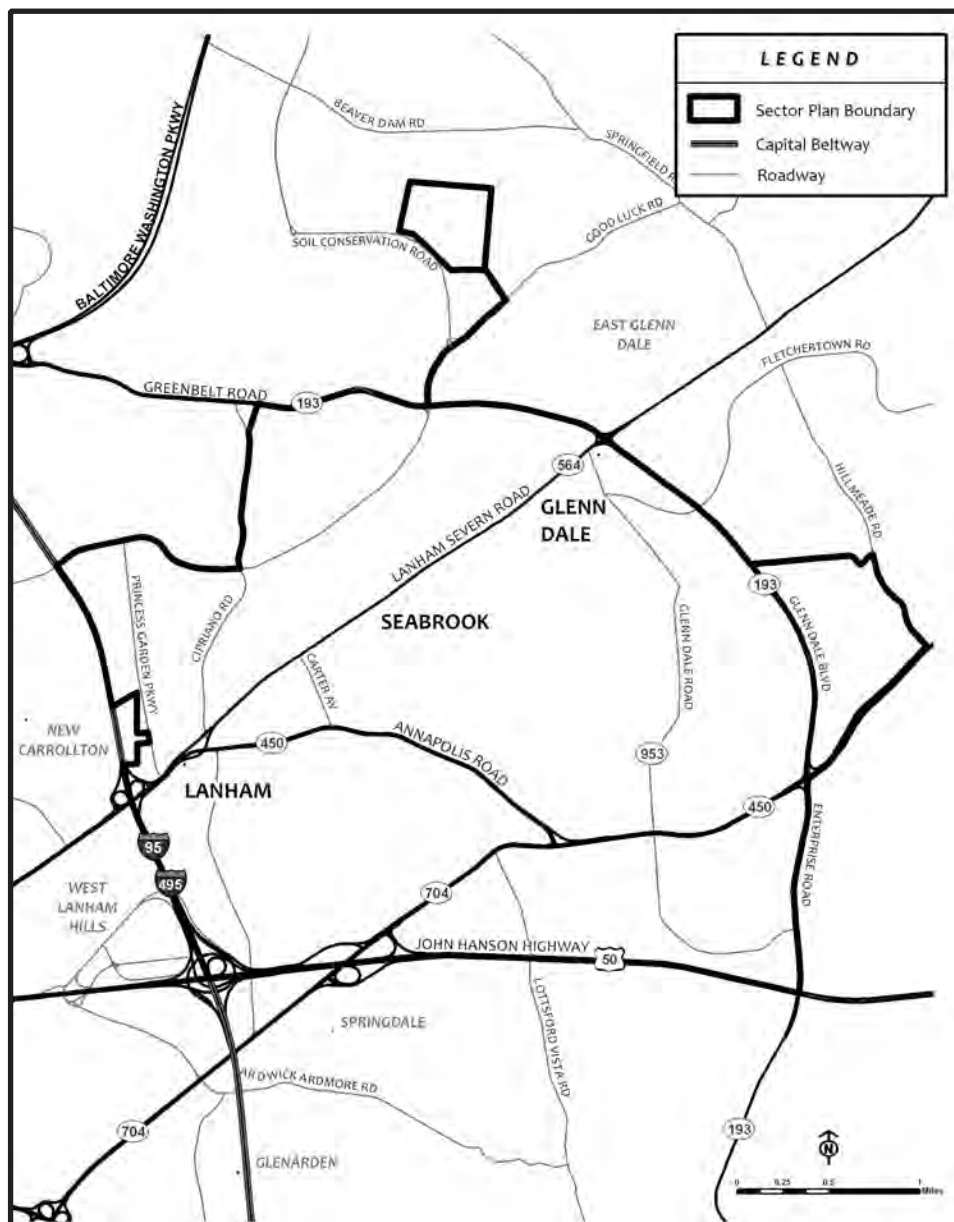 LEGEND
Sector Plan Boundary
Capital Beltway
Roadway
BEAVER DAM RD
BALTIMORE WASHINGTON PKWY
SPRINGFIELD R
GOOD LUCK RD
SOIL CONSERVATION ROAD
EAST GLENN
DALE
FLETCHERTOWN RD
GREENBELT ROAD
193
564
GLENN
DALE
HILLMEADE RD
LANHAM SEVERN ROAD
PRINCESS GARDEN PKWY
CIPRIANO RD
SEABROOK
193
GLENN DALE BLVD
GLENN DALE ROAD
CARTER AV
NEW
CARROLLTON
450
ANNAPOLIS ROAD
953
LANHAM
450
ENTERPRISE ROAD
95
495
WEST
LANHAM
HILLS
704
JOHN HANSON HIGHWAY
50
LOTTSFORD VISTA RD
SPRINGDALE
ARDWICK ARDMORE RD
704
193
GLENARDEN
N
0 0.25 0.5 1
Miles